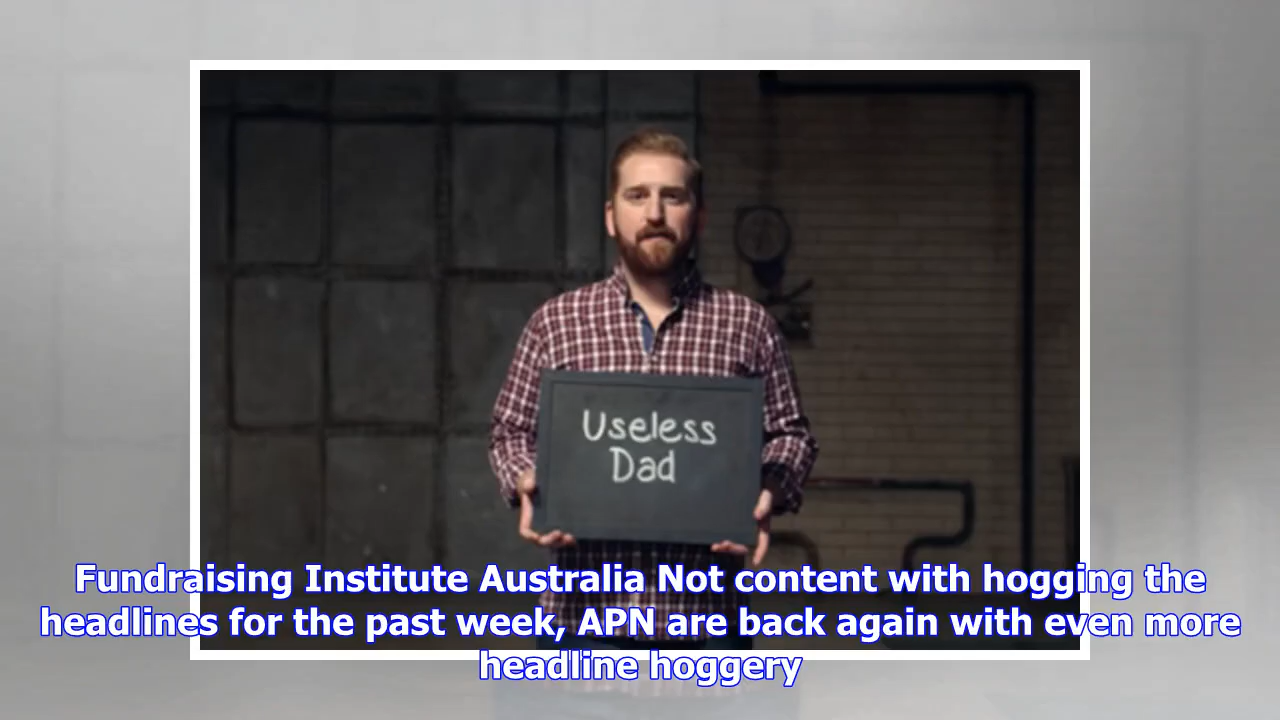 Useless
Dad
Fundraising Institute Australia Not content with hogging the
headlines for the past week, APN are back again with even more
headline hoggery